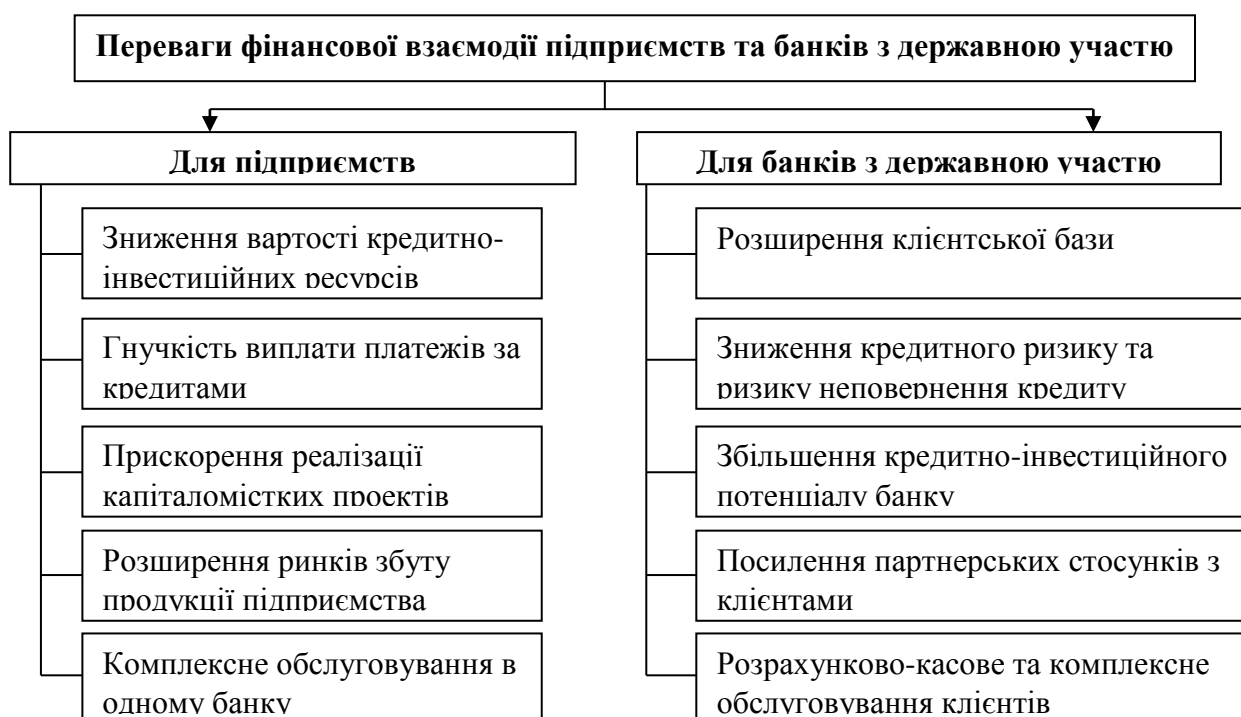 Переваги фінансової взаємодії підприємств та банків з державною участю
Для підприємств
Зниження вартості кредитно-
інвестиційних ресурсів
Гнучкість виплати платежів за
кредитами
Прискорення реалізації
капіталомістких проектів
Розширення ринків збуту
продукції підприємства
Комплексне обслуговування в
одному банку
Для банків з державною участю
Розширення клієнтської бази
Зниження кредитного ризику та
ризику неповернення кредиту
Збільшення кредитно-інвестиційного
потенціалу банку
Посилення партнерських стосунків з
клієнтами
Розрахунково-касове та комплексне
обслуговування клієнтів